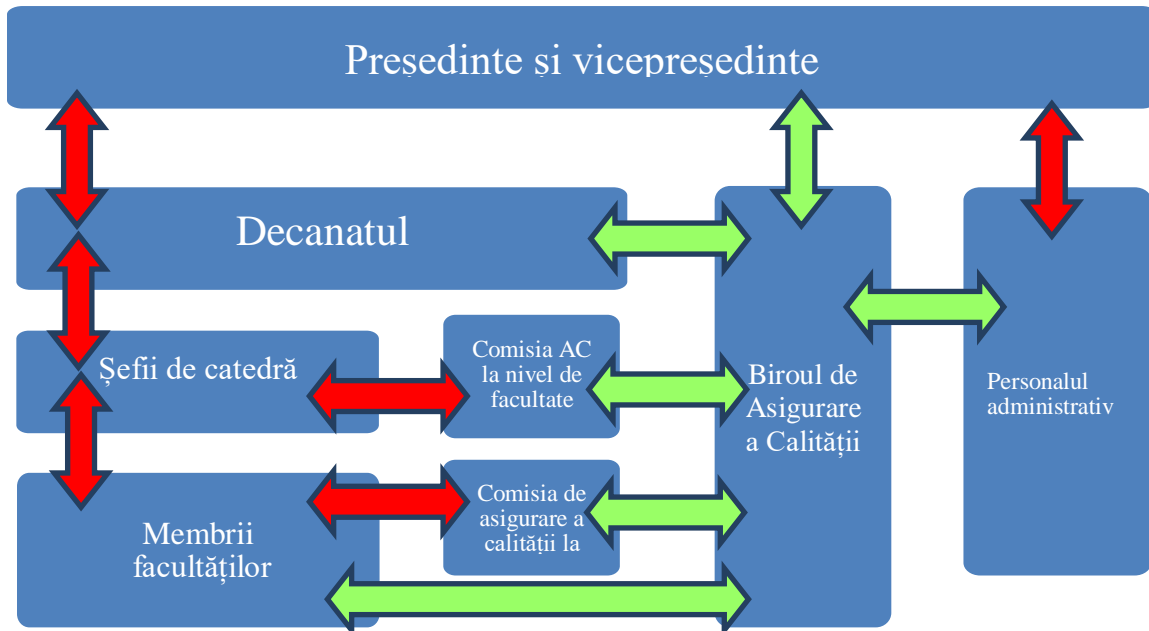 Președinte și vicepreședinte
Decanatul
Șefii de catedră
Comisia AC
la nivel de
facultate
Biroul de
Asigurare
a Calității
Personalul
administrativ
Comisia de
asigurare a
calității la
Membrii
facultăților